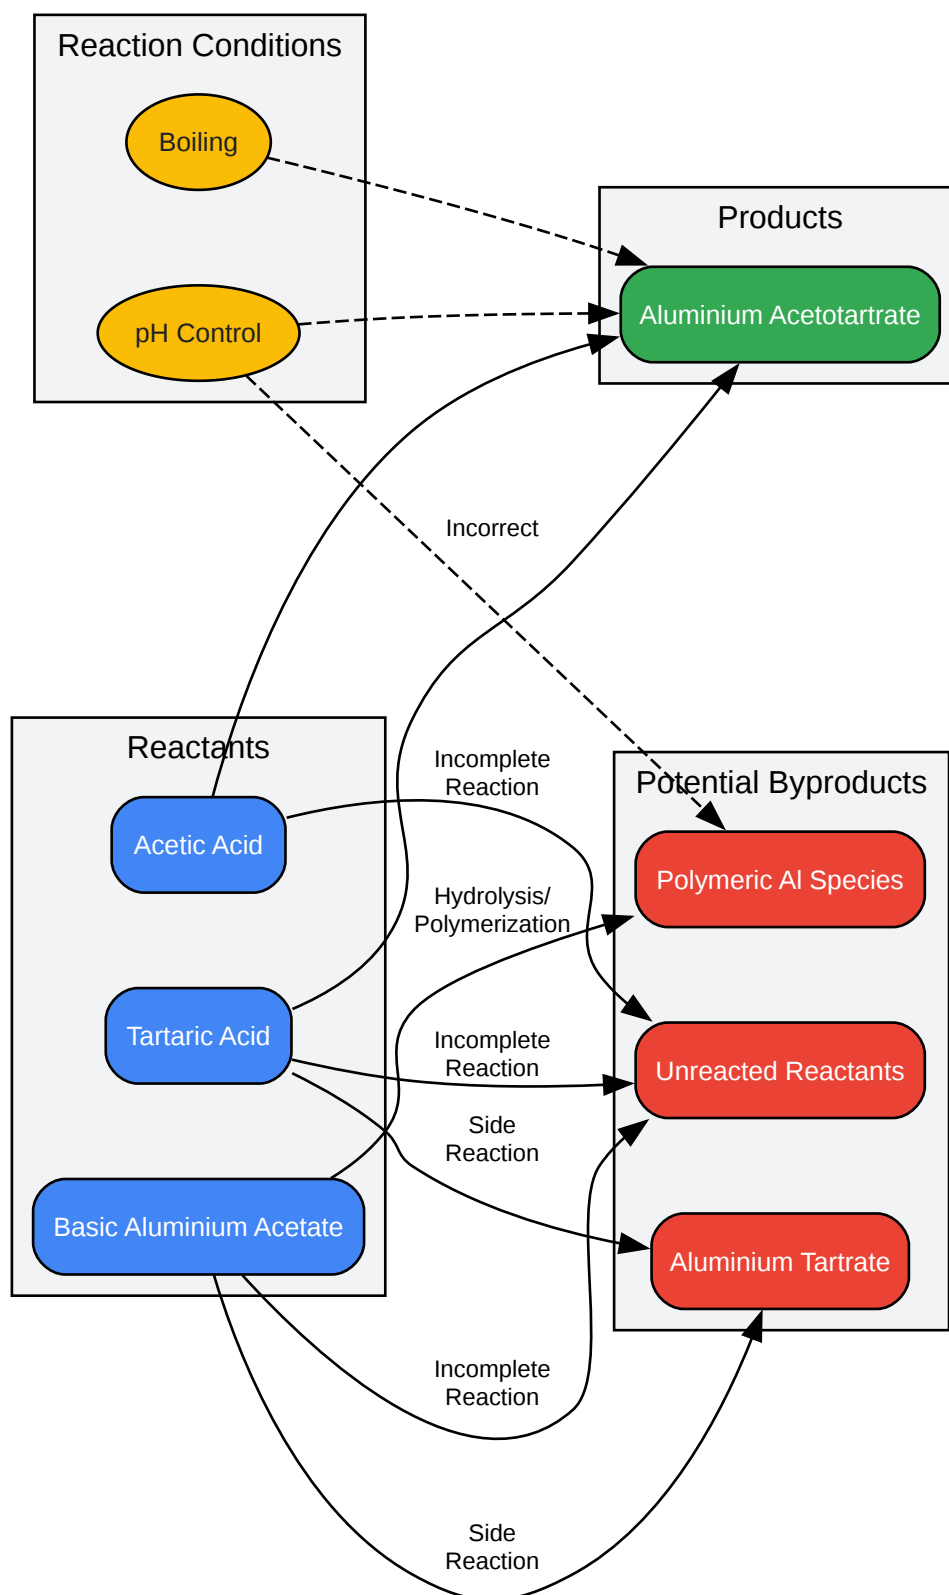 Reaction Conditions
Boiling
pH Control
Products
Aluminium Acetotartrate
Incorrect
Reactants
Acetic Acid
Tartaric Acid
Basic Aluminium Acetate
Incomplete
Reaction
Hydrolysis/
Polymerization
Incomplete
Reaction
Side
Reaction
Incomplete
Reaction
Side
Reaction
Potential Byproducts
Polymeric Al Species
Unreacted Reactants
Aluminium Tartrate